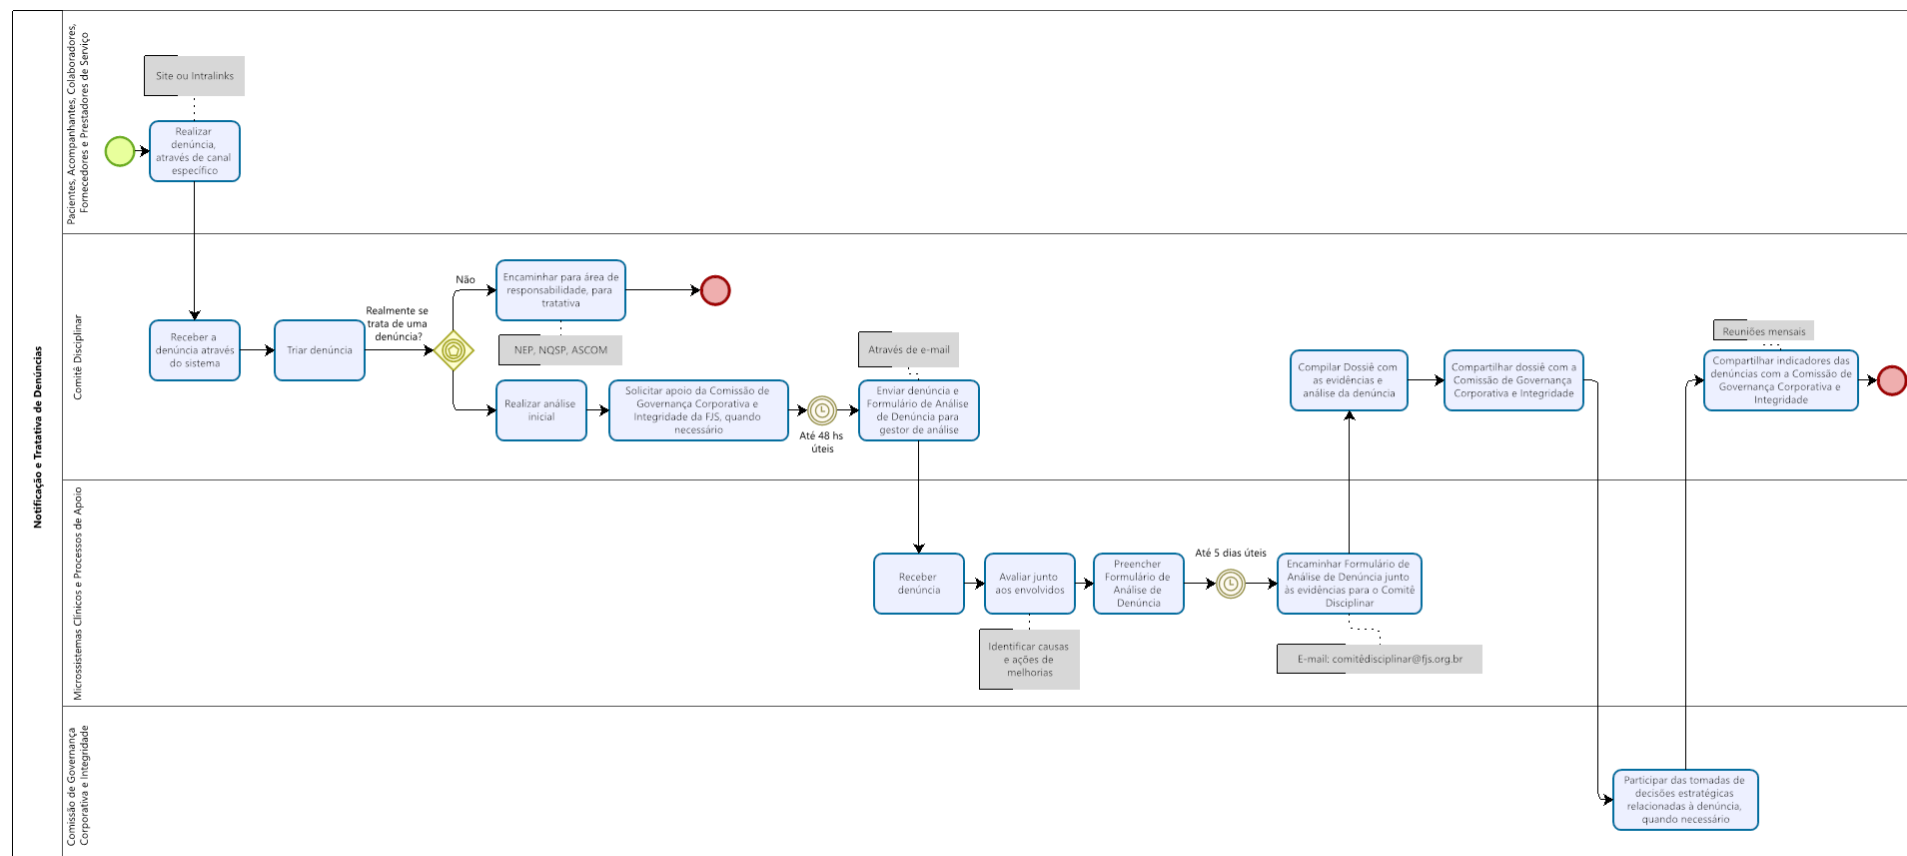 Notificação e Tratativa de Denúncias
Pacientes, Acompanhantes, Colaboradores,
Fornecedores e Prestadores de Serviço
Site ou Intralinks
Realizar
denúncia,
através de canal
específico
Comitê Disciplinar
Receber a
denúncia através
do sistema
Triar denúncia
Realmente se
trata de uma
denúncia?
Não
Encaminhar para área de
responsabilidade, para
tratativa
NEP, NQSP, ASCOM
Realizar análise
inicial
Solicitar apoio da Comissão de
Governança Corporativa e
Integridade da FJS, quando
necessário
Até 48 hs
úteis
Através de e-mail
Enviar denúncia e
Formulário de Análise
de Denúncia para
gestor de análise
Compilar Dossiê com
as evidências e
análise da denúncia
Compartilhar dossiê com a
Comissão de Governança
Corporativa e Integridade
Reuniões mensais
Compartilhar indicadores das
denúncias com a Comissão de
Governança Corporativa e
Integridade
Microssistemas Clínicos e Processos de Apoio
Receber
denúncia
Avaliar junto
aos envolvidos
Identificar causas
e ações de
melhorias
Preencher
Formulário de
Análise de
Denúncia
Até 5 dias úteis
Encaminhar Formulário de
Análise de Denúncia junto
às evidências para o Comitê
Disciplinar
E-mail: comitêdisciplinar@fjs.org.br
Comissão de Governança
Corporativa e Integridade
Participar das tomadas de
decisões estratégicas
relacionadas à denúncia,
quando necessário